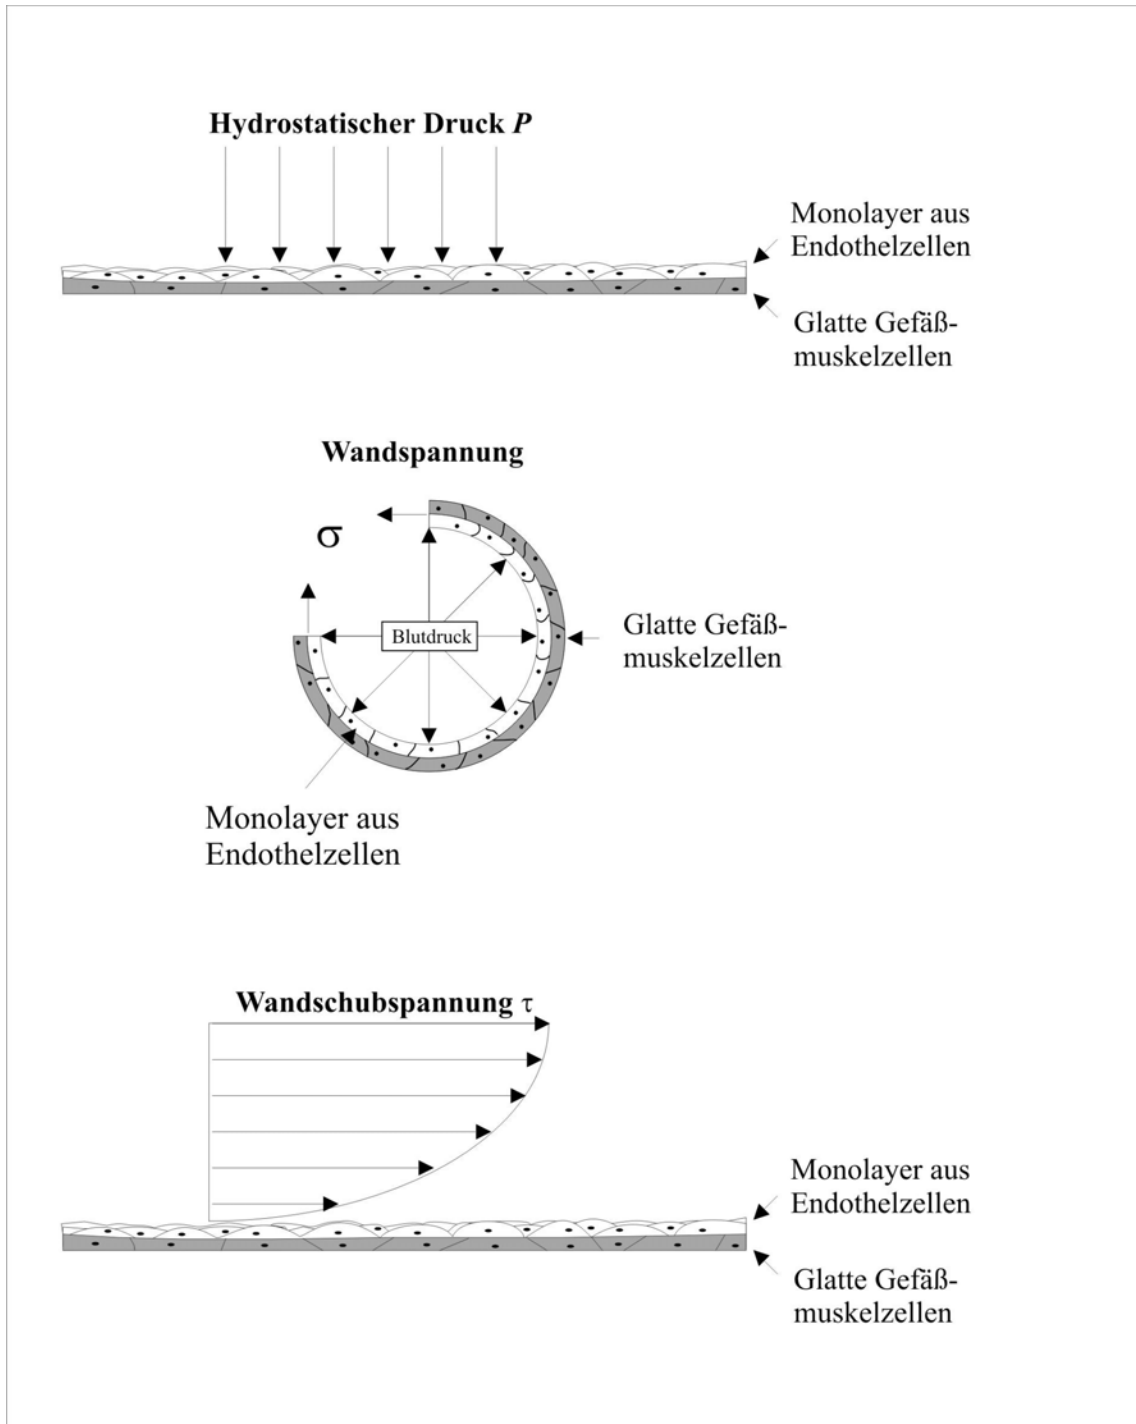 Hydrostatischer Druck P
Monolayer aus
Endothelzellen
Glatte Gefäß-
muskelzellen
Wandspannung
σ
Blutdruck
Glatte Gefäß-
muskelzellen
Monolayer aus
Endothelzellen
Wandschubspannung τ
Monolayer aus
Endothelzellen
Glatte Gefäß-
muskelzellen